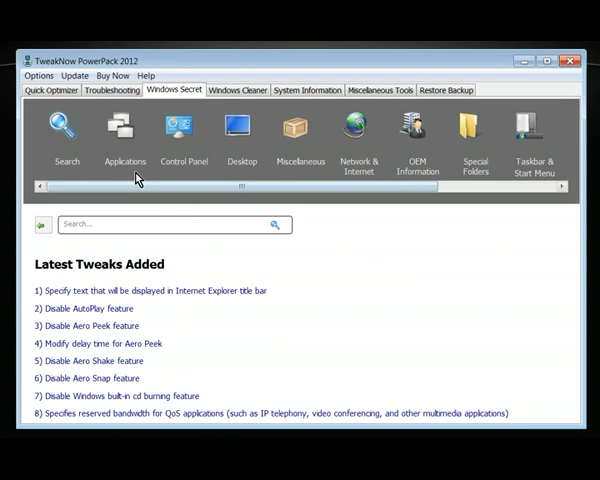 TweakNow PowerPack 2012
Options Update Buy Now Help
Quick Optimizer Troubleshooting Windows Secret Windows Cleaner System Information Miscellaneous Tools Restore Backup
Search Applications Control Panel Desktop Miscellaneous Network & Internet OEM Information Special Folders Taskbar & Start Menu
Search...
Latest Tweaks Added
1) Specify text that will be displayed in Internet Explorer title bar
2) Disable AutoPlay feature
3) Disable Aero Peek feature
4) Modify delay time for Aero Peek
5) Disable Aero Shake feature
6) Disable Aero Snap feature
7) Disable Windows built-in cd burning feature
8) Specifies reserved bandwidth for QoS applications (such as IP telephony, video conferencing, and other multimedia applications)